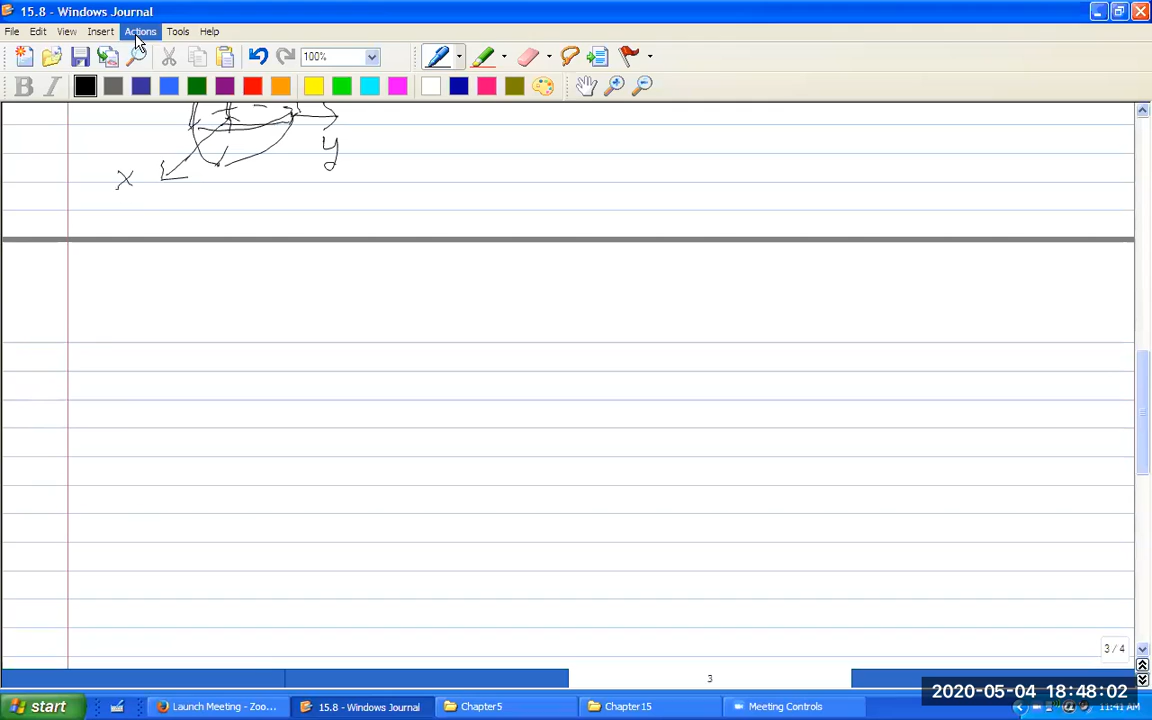 15.8 - Windows Journal
File Edit View Insert Actions Tools Help
100%
B I
y
x
3 / 4
3
2020-05-04 18:48:02
start Launch Meeting - Zoo... 15.8 - Windows Journal Chapter5 Chapter15 Meeting Controls 11:41 AM